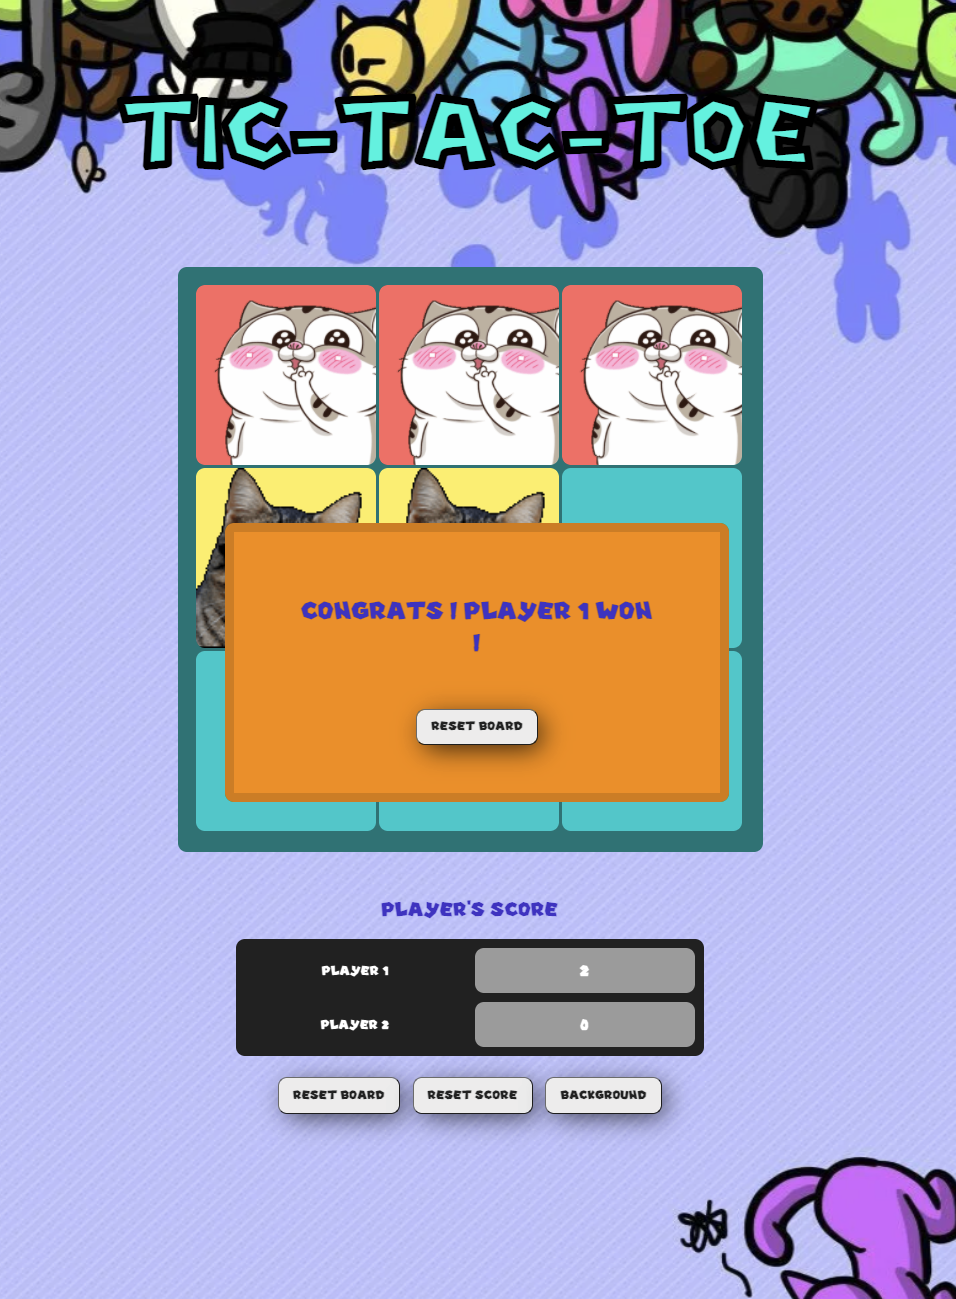 TIC-TAC-TOE
CONGRATS ! PLAYER 1 WON
!
RESET BOARD
PLAYER'S SCORE
PLAYER 1 2
PLAYER 2 0
RESET BOARD RESET SCORE BACKGROUND